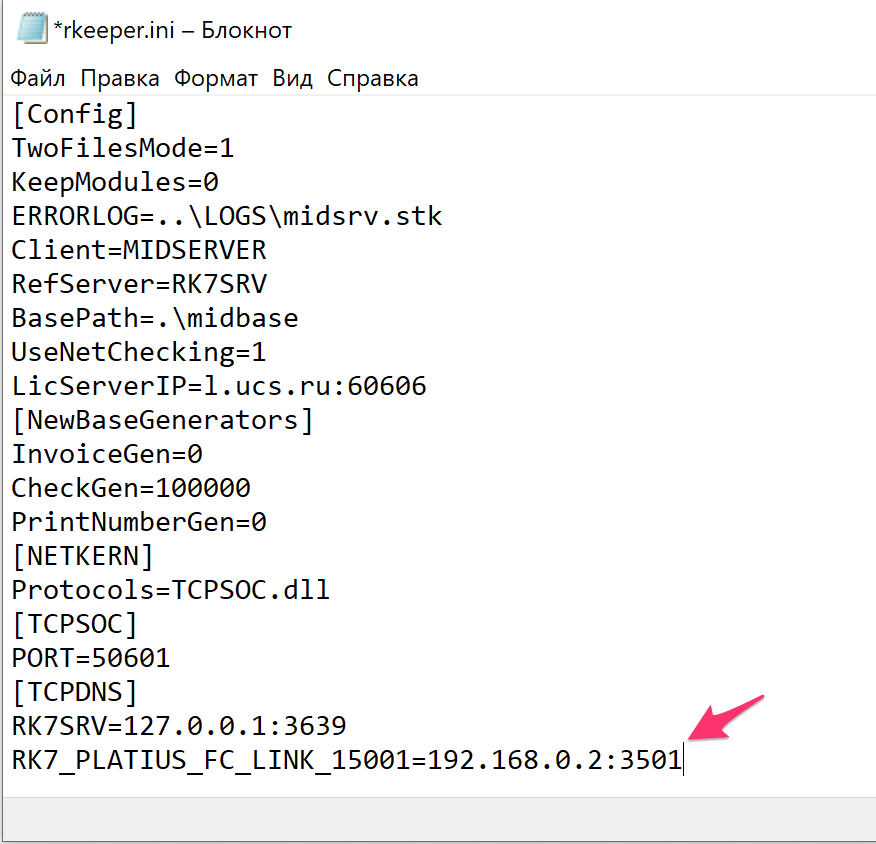 *rkeeper.ini – Блокнот
Файл Правка Формат Вид Справка
[Config]
TwoFilesMode=1
KeepModules=0
ERRORLOG=..\LOGS\midsrv.stk
Client=MIDSERVER
RefServer=RK7SRV
BasePath=.\midbase
UseNetChecking=1
LicServerIP=l.ucs.ru:60606
[NewBaseGenerators]
InvoiceGen=0
CheckGen=100000
PrintNumberGen=0
[NETKERN]
Protocols=TCPSOC.dll
[TCPSOC]
PORT=50601
[TCPDNS]
RK7SRV=127.0.0.1:3639
RK7_PLATIUS_FC_LINK_15001=192.168.0.2:3501